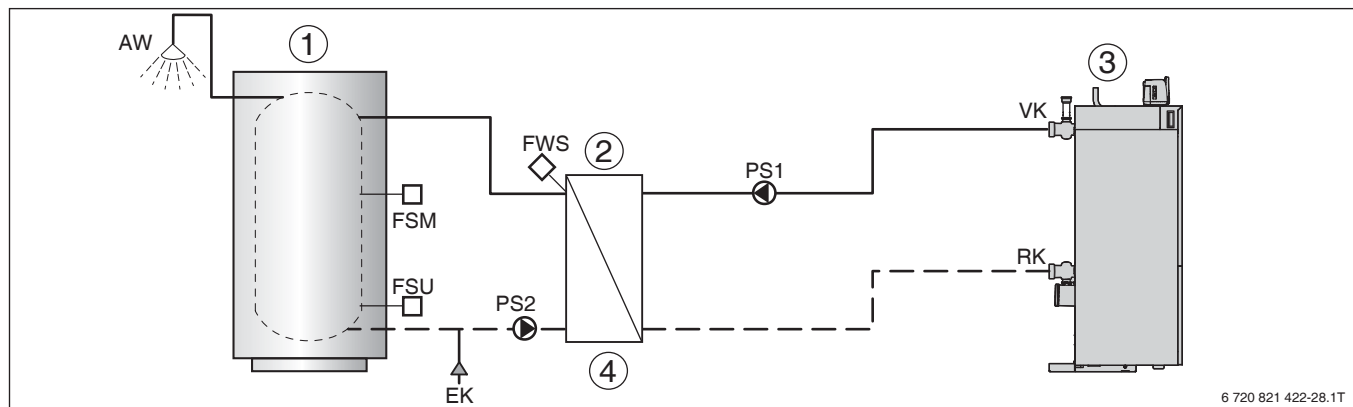 AW
1
3
VK
FWS
2
PS1
FSM
RK
FSU
PS2
4
EK
6 720 821 422-28.1T